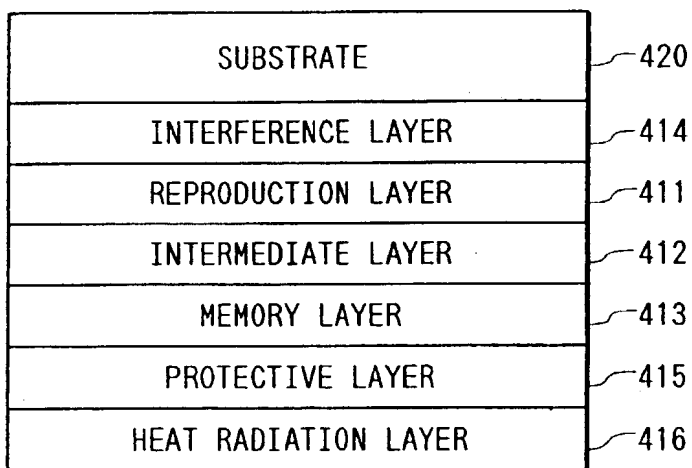 SUBSTRATE 420
INTERFERENCE LAYER 414
REPRODUCTION LAYER 411
INTERMEDIATE LAYER 412
MEMORY LAYER 413
PROTECTIVE LAYER 415
HEAT RADIATION LAYER 416